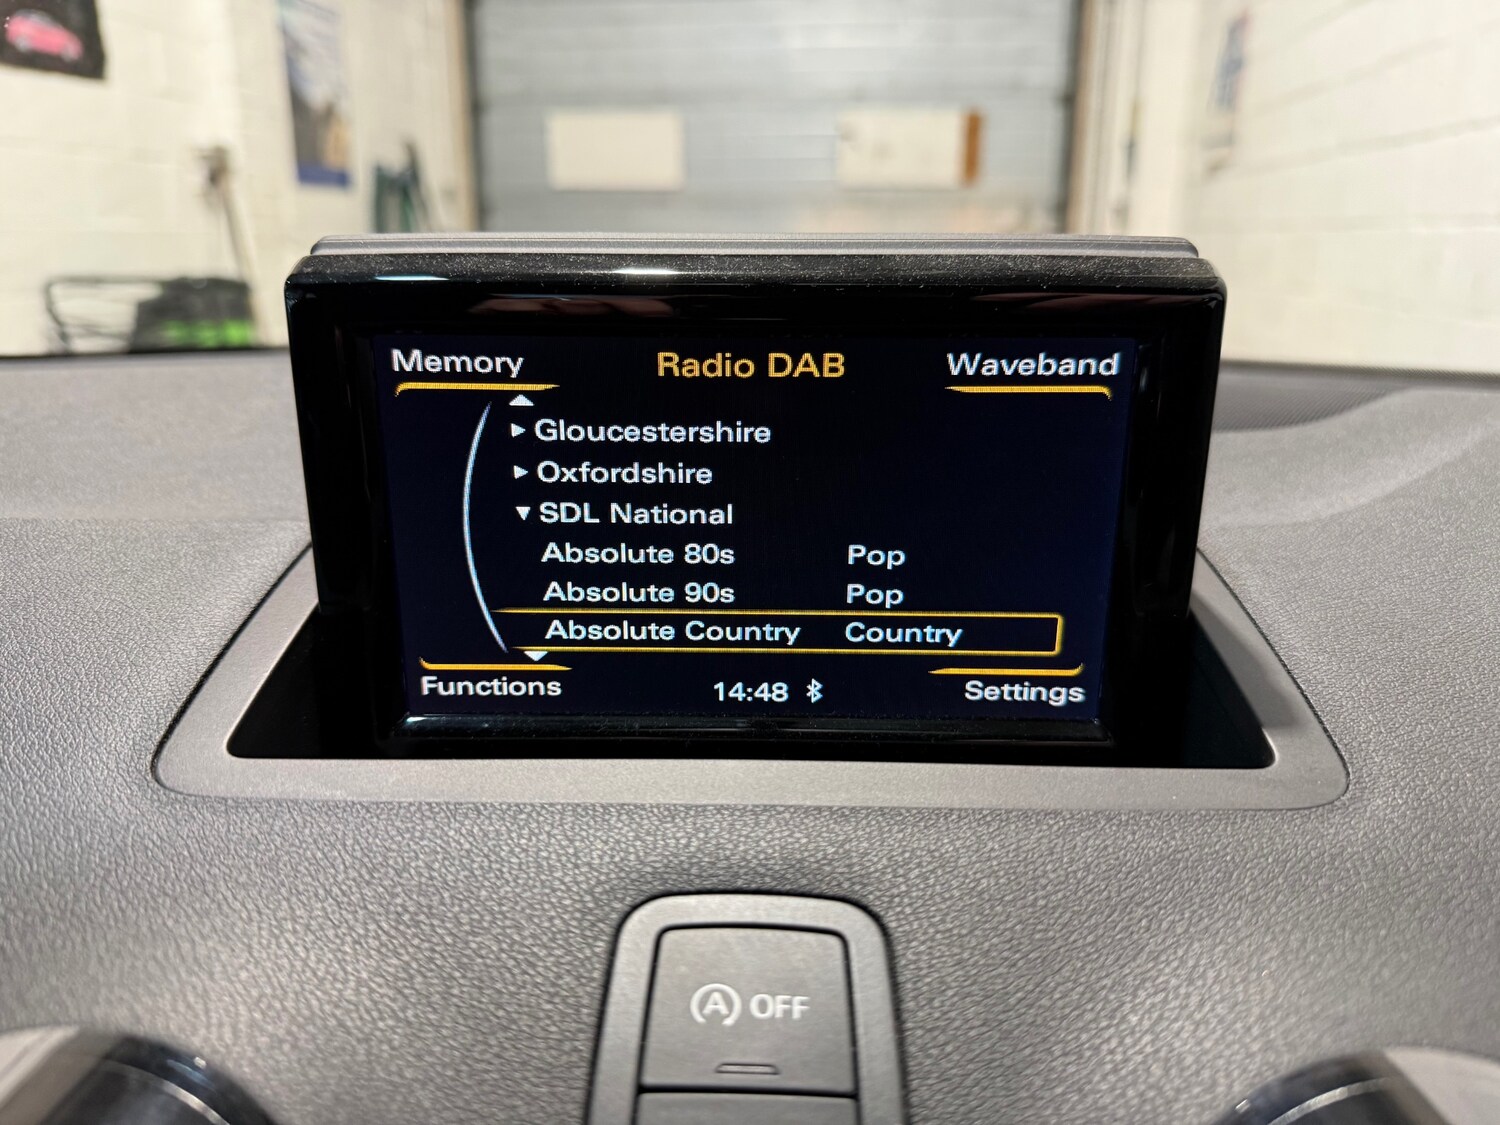 Memory Radio DAB Waveband
Gloucestershire
Oxfordshire
SDL National
Absolute 80s Pop
Absolute 90s Pop
Absolute Country Country
Functions 14:48 Settings
A OFF